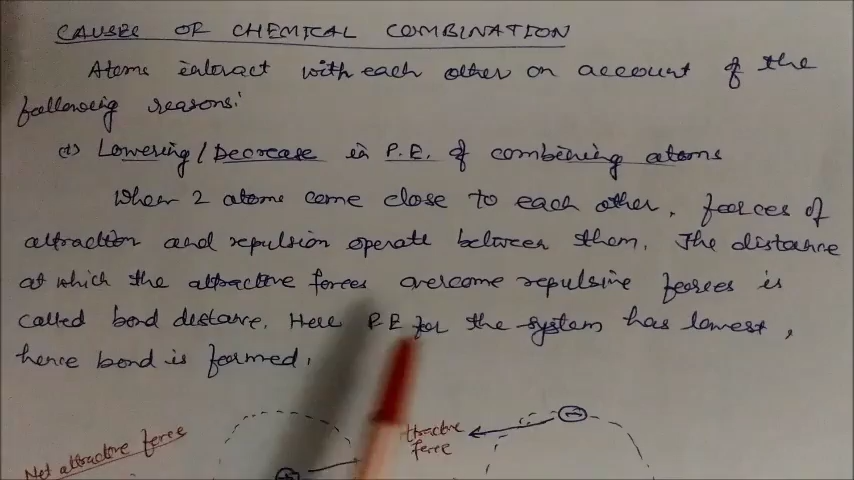 CAUSES OF CHEMICAL COMBINATION
Atoms interact with each other on account of the
following reasons:
(1) Lowering/Decrease in P.E. of combining atoms
When 2 atoms come close to each other, forces of
attraction and repulsion operate between them. The distance
at which the attractive forces overcome repulsive forces is
called bond distance. Here P.E for the system has lowest,
hence bond is formed.
Net attractive force
ttractive
force